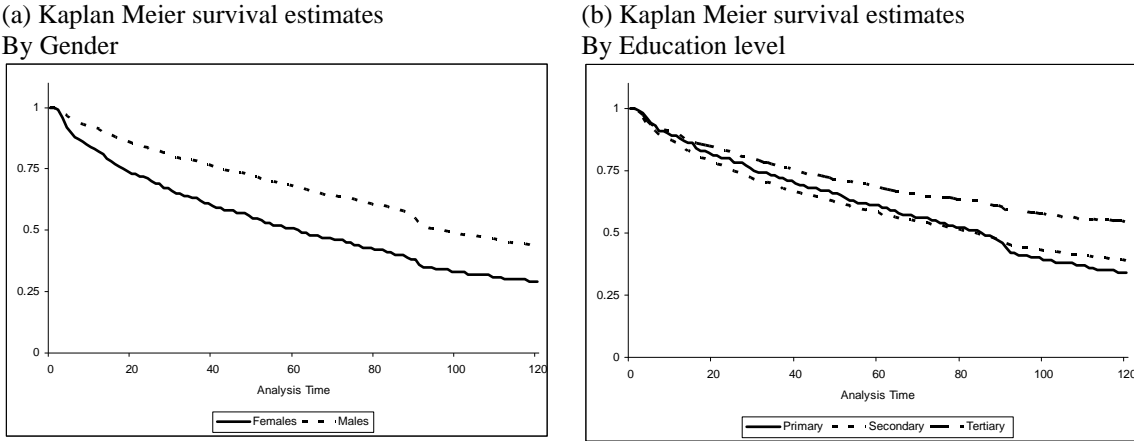 (a) Kaplan Meier survival estimates
By Gender
1
0.75
0.5
0.25
0
0 20 40 60 80 100 120
Analysis Time
Females Males
(b) Kaplan Meier survival estimates
By Education level
1
0.75
0.5
0.25
0
0 20 40 60 80 100 120
Analysis Time
Primary Secondary Tertiary